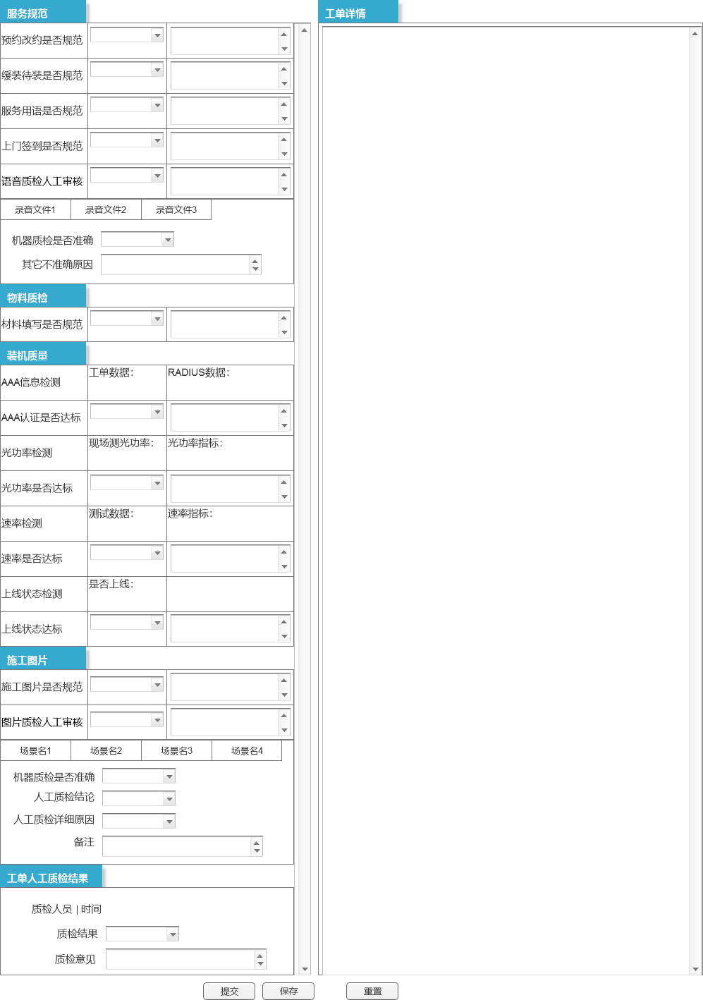 服务规范
工单详情
预约改约是否规范
缓装待装是否规范
服务用语是否规范
上门签到是否规范
语音质检人工审核
录音文件1 录音文件2 录音文件3
机器质检是否准确
其它不准确原因
物料质检
材料填写是否规范
装机质量
AAA信息检测 工单数据： RADIUS数据：
AAA认证是否达标
光功率检测 现场测光功率： 光功率指标：
光功率是否达标
速率检测 测试数据： 速率指标：
速率是否达标
上线状态检测 是否上线：
上线状态达标
施工图片
施工图片是否规范
图片质检人工审核
场景名1 场景名2 场景名3 场景名4
机器质检是否准确
人工质检结论
人工质检详细原因
备注
工单人工质检结果
质检人员 | 时间
质检结果
质检意见
提交 保存 重置